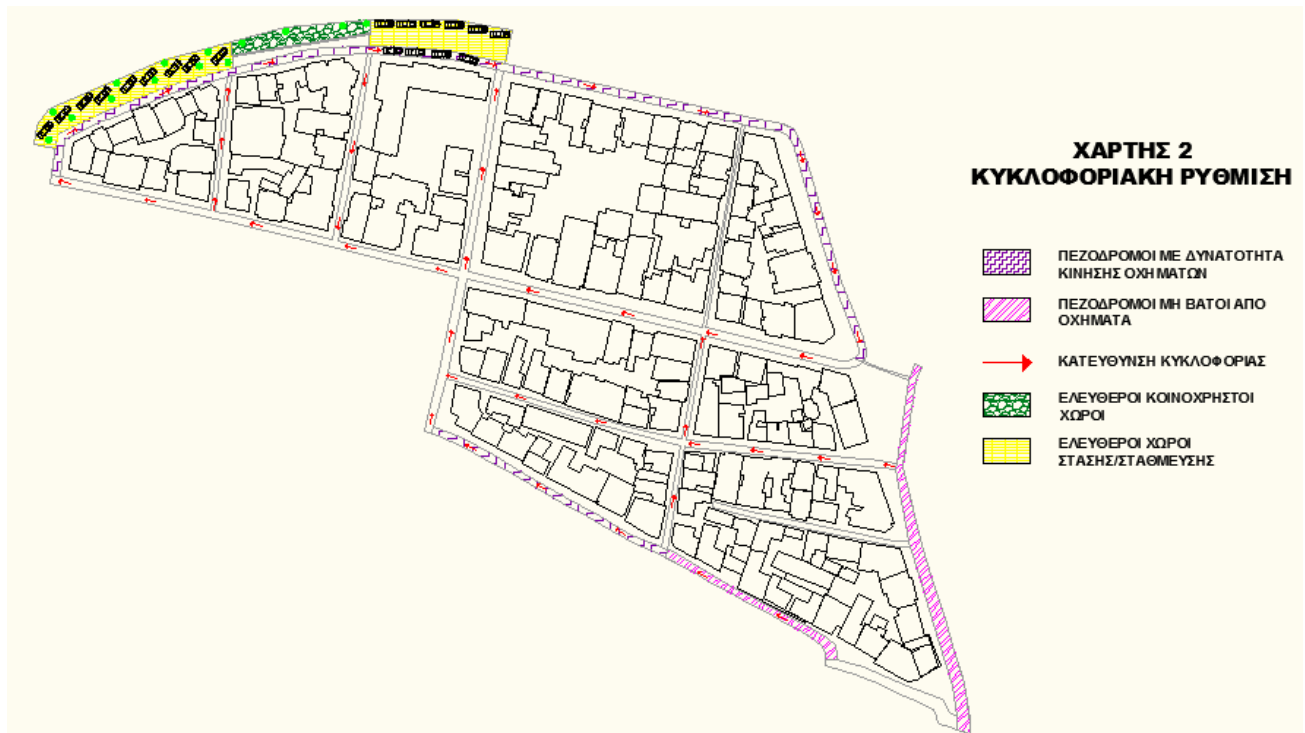 ΧΑΡΤΗΣ 2
ΚΥΚΛΟΦΟΡΙΑΚΗ ΡΥΘΜΙΣΗ
ΠΕΖΟΔΡΟΜΟΙ ΜΕ ΔΥΝΑΤΟΤΗΤΑ
ΚΙΝΗΣΗΣ ΟΧΗΜΑΤΩΝ
ΠΕΖΟΔΡΟΜΟΙ ΜΗ ΒΑΤΟΙ ΑΠΟ
ΟΧΗΜΑΤΑ
ΚΑΤΕΥΘΥΝΣΗ ΚΥΚΛΟΦΟΡΙΑΣ
ΕΛΕΥΘΕΡΟΙ ΚΟΙΝΟΧΡΗΣΤΟΙ
ΧΩΡΟΙ
ΕΛΕΥΘΕΡΟΙ ΧΩΡΟΙ
ΣΤΑΣΗΣ/ΣΤΑΘΜΕΥΣΗΣ